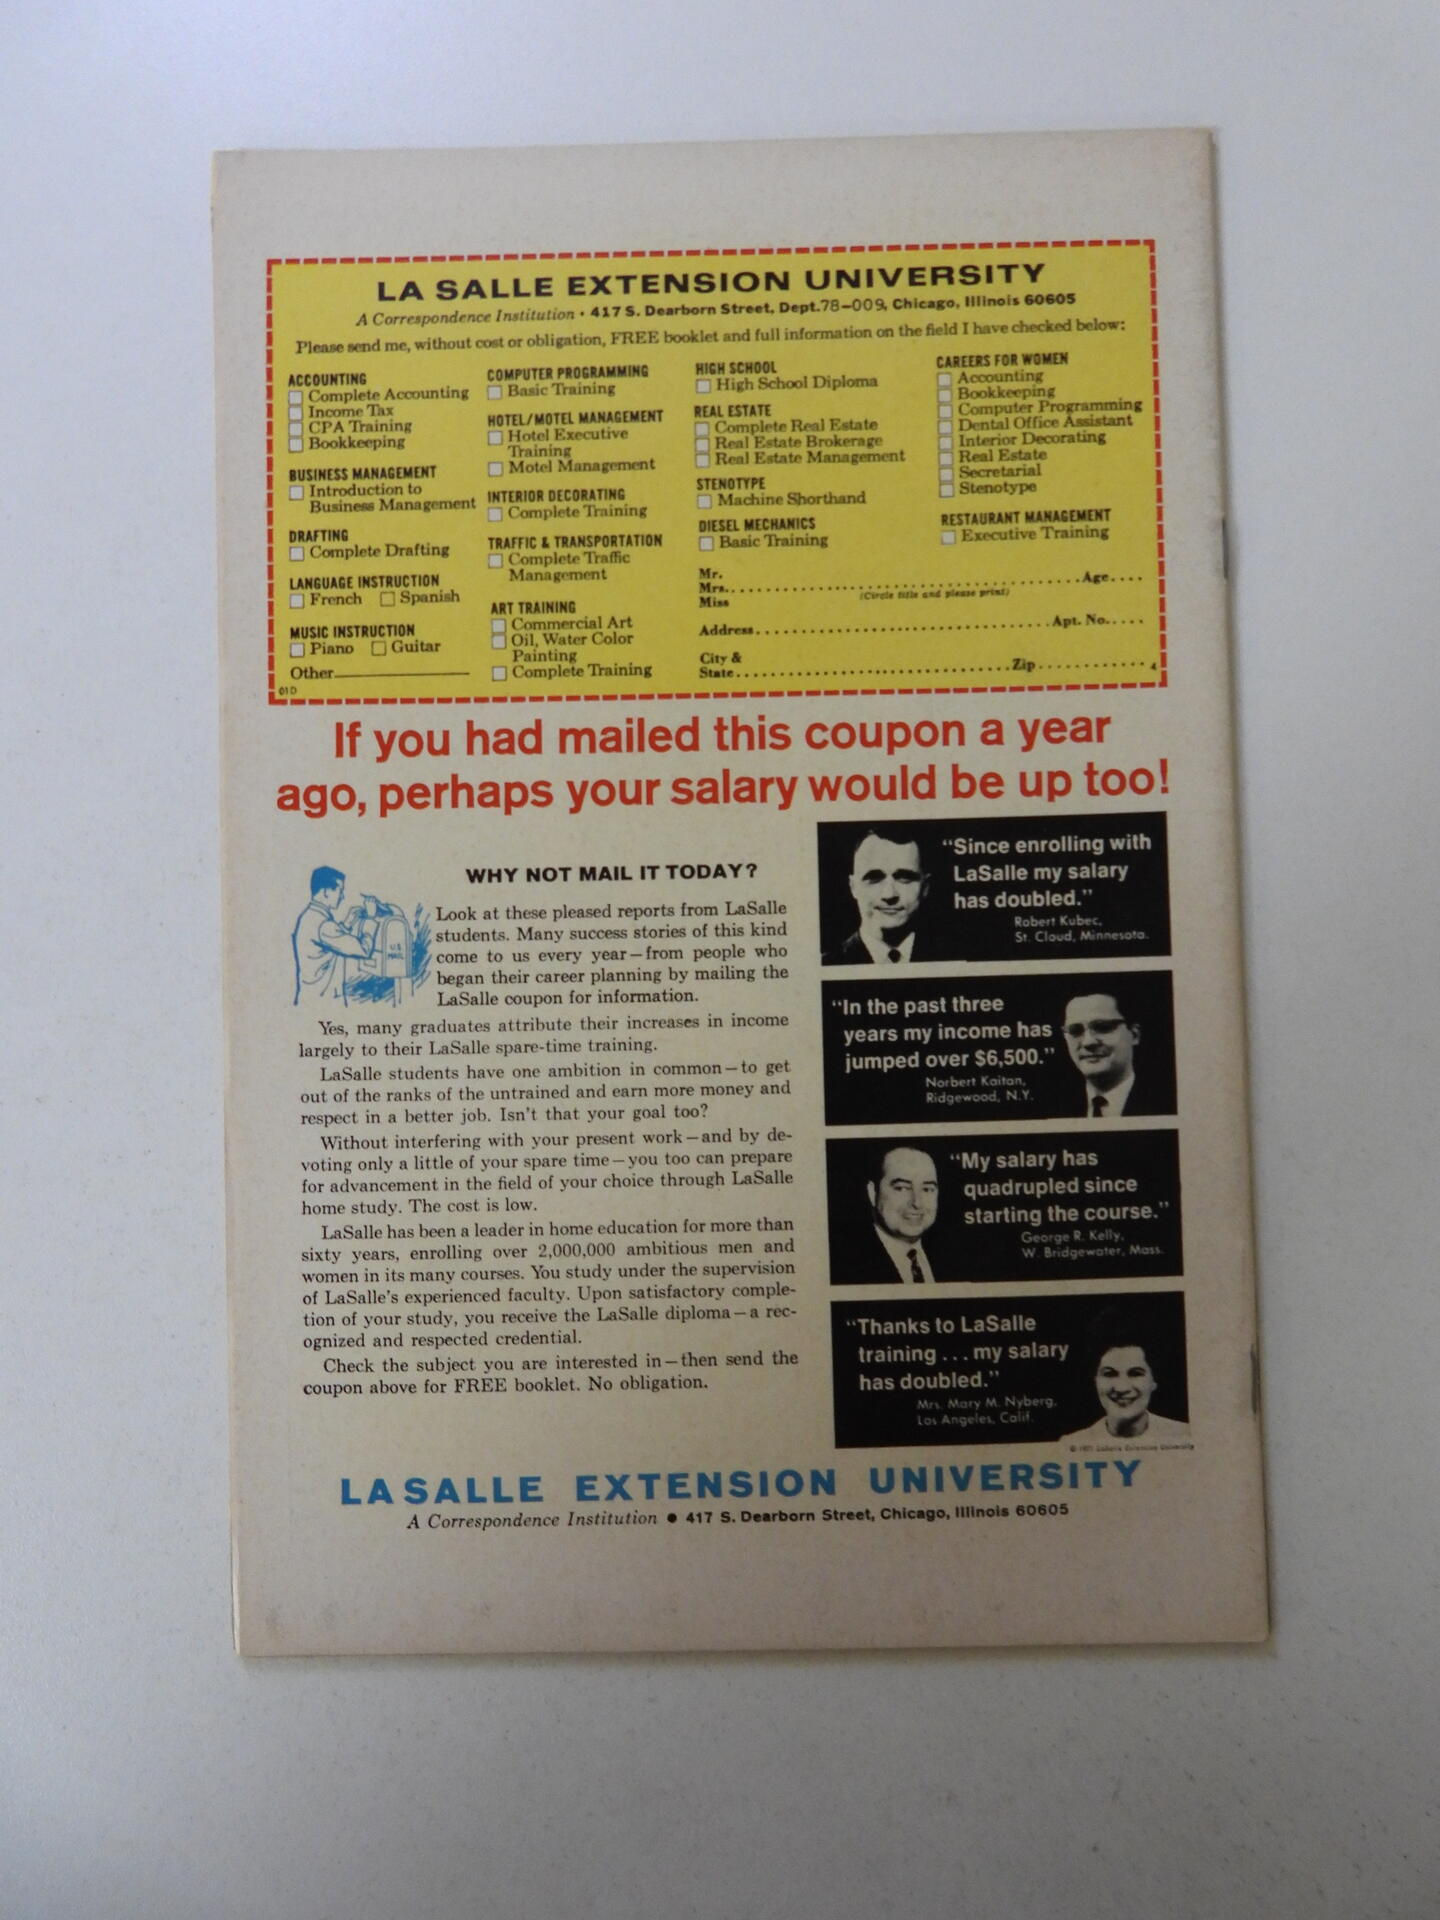 LA SALLE EXTENSION UNIVERSITY
A Correspondence Institution • 417 S. Dearborn Street, Dept. 78-009, Chicago, Illinois 60605
Please send me, without cost or obligation, FREE booklet and full information on the field I have checked below:
ACCOUNTING
Complete Accounting
Income Tax
CPA Training
Bookkeeping
BUSINESS MANAGEMENT
Introduction to
Business Management
DRAFTING
Complete Drafting
LANGUAGE INSTRUCTION
French Spanish
MUSIC INSTRUCTION
Piano Guitar
Other
01D
COMPUTER PROGRAMMING
Basic Training
HOTEL/MOTEL MANAGEMENT
Hotel Executive
Training
Motel Management
INTERIOR DECORATING
Complete Training
TRAFFIC & TRANSPORTATION
Complete Traffic
Management
ART TRAINING
Commercial Art
Oil, Water Color
Painting
Complete Training
HIGH SCHOOL
High School Diploma
REAL ESTATE
Complete Real Estate
Real Estate Brokerage
Real Estate Management
STENOTYPE
Machine Shorthand
DIESEL MECHANICS
Basic Training
CAREERS FOR WOMEN
Accounting
Bookkeeping
Computer Programming
Dental Office Assistant
Interior Decorating
Real Estate
Secretarial
Stenotype
RESTAURANT MANAGEMENT
Executive Training
Mr.
Mrs. Age
(Circle title and please print)
Miss
Address Apt. No.
City &
State Zip 4
If you had mailed this coupon a year
ago, perhaps your salary would be up too!
WHY NOT MAIL IT TODAY?
U.S.
MAIL
Look at these pleased reports from LaSalle
students. Many success stories of this kind
come to us every year—from people who
began their career planning by mailing the
LaSalle coupon for information.
Yes, many graduates attribute their increases in income
largely to their LaSalle spare-time training.
LaSalle students have one ambition in common—to get
out of the ranks of the untrained and earn more money and
respect in a better job. Isn't that your goal too?
Without interfering with your present work—and by de-
voting only a little of your spare time—you too can prepare
for advancement in the field of your choice through LaSalle
home study. The cost is low.
LaSalle has been a leader in home education for more than
sixty years, enrolling over 2,000,000 ambitious men and
women in its many courses. You study under the supervision
of LaSalle's experienced faculty. Upon satisfactory comple-
tion of your study, you receive the LaSalle diploma—a rec-
ognized and respected credential.
Check the subject you are interested in—then send the
coupon above for FREE booklet. No obligation.
"Since enrolling with
LaSalle my salary
has doubled."
Robert Kubec,
St. Cloud, Minnesota.
"In the past three
years my income has
jumped over $6,500."
Norbert Kaitan,
Ridgewood, N.Y.
"My salary has
quadrupled since
starting the course."
George R. Kelly,
W. Bridgewater, Mass.
"Thanks to LaSalle
training ... my salary
has doubled."
Mrs. Mary M. Nyberg,
Los Angeles, Calif.
© 1971 LaSalle Extension University
LASALLE EXTENSION UNIVERSITY
A Correspondence Institution • 417 S. Dearborn Street, Chicago, Illinois 60605